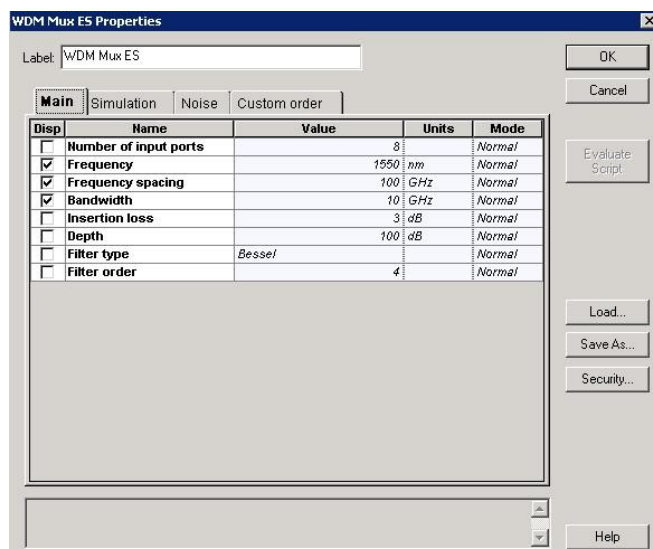 WDM Mux ES Properties
Label: WDM Mux ES
OK
Cancel
Main Simulation Noise Custom order
Disp Name Value Units Mode
Number of input ports 8 Normal
Frequency 1550 nm Normal
Frequency spacing 100 GHz Normal
Bandwidth 10 GHz Normal
Insertion loss 3 dB Normal
Depth 100 dB Normal
Filter type Bessel Normal
Filter order 4 Normal
Evaluate
Script
Load...
Save As...
Security...
Help